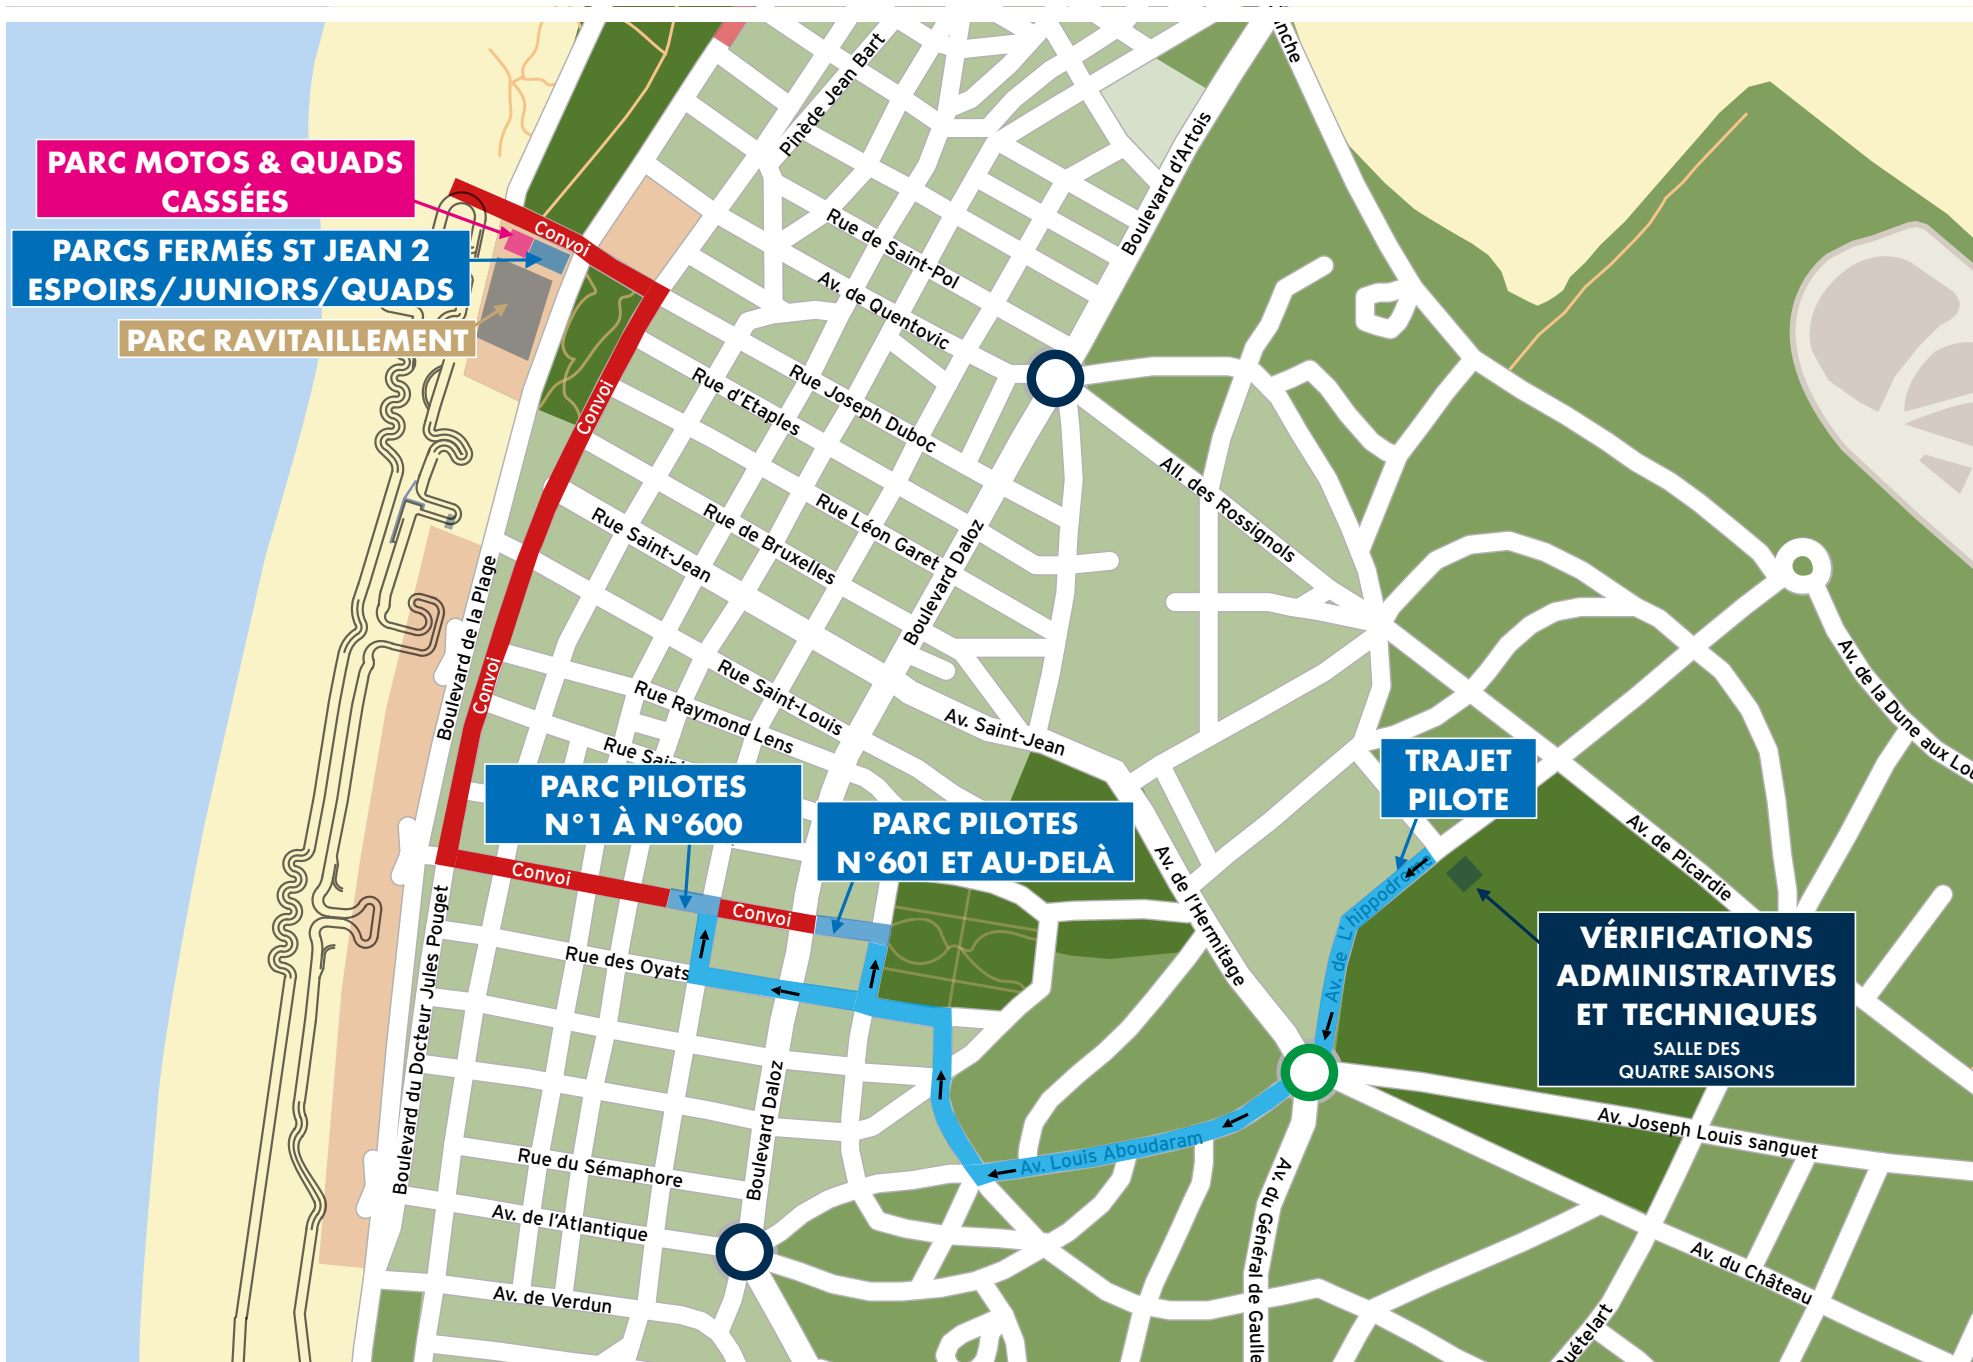 nche
Pinède Jean Bart
Boulevard d'Artois
PARC MOTOS & QUADS
CASSÉES
Convoi
PARCS FERMÉS ST JEAN 2
ESPOIRS/JUNIORS/QUADS
PARC RAVITAILLEMENT
Rue de Saint-Pol
Av. de Quentovic
Rue Joseph Duboc
Rue d'Etaples
Convoi
All. des Rossignols
Rue Léon Garet
Rue de Bruxelles
Rue Saint-Jean
Boulevard Daloz
Boulevard de la Plage
Convoi
Rue Saint-Louis
Rue Raymond Lens
Av. Saint-Jean
Av. de la Dune aux Lou
Rue Sain
PARC PILOTES
N°1 À N°600
PARC PILOTES
N°601 ET AU-DELÀ
TRAJET
PILOTE
Av. de Picardie
Av. de l'Hermitage
Av. de L'hippodrome
Convoi
Convoi
VÉRIFICATIONS
ADMINISTRATIVES
ET TECHNIQUES
SALLE DES
QUATRE SAISONS
Rue des Oyats
Boulevard du Docteur Jules Pouget
Boulevard Daloz
Av. Louis Aboudaram
Av. Joseph Louis sanguet
Rue du Sémaphore
Av. de l'Atlantique
Av. du Général de Gaulle
Av. du Château
Av. de Verdun
Quételart